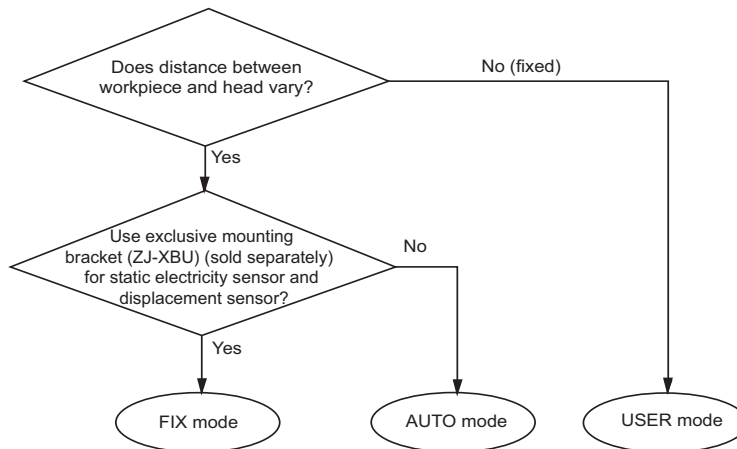 Does distance between
workpiece and head vary?
No (fixed)
Yes
Use exclusive mounting
bracket (ZJ-XBU) (sold separately)
for static electricity sensor and
displacement sensor?
No
Yes
FIX mode
AUTO mode
USER mode